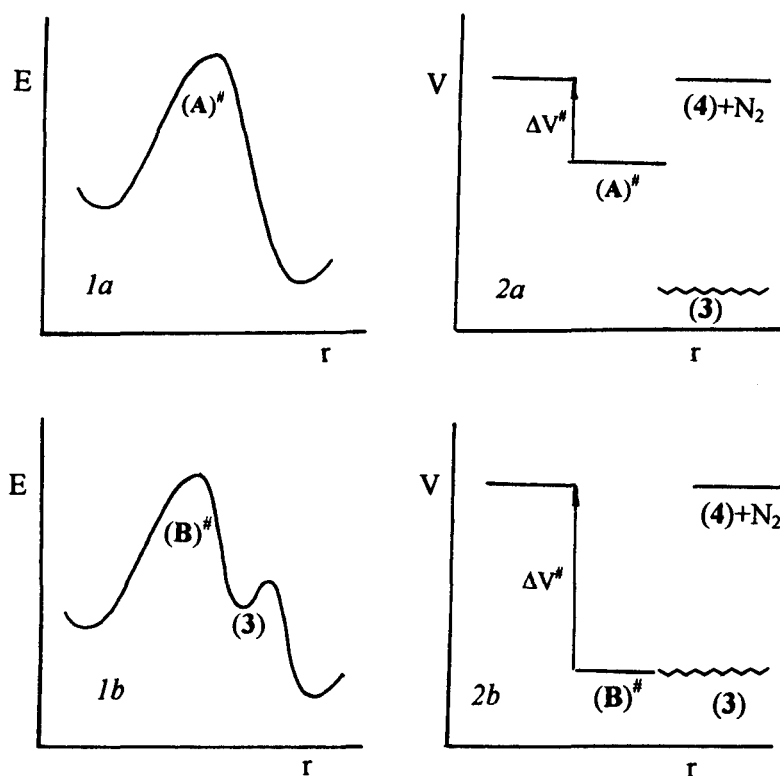 E
(A)#
1a
r
V
(4)+N₂
ΔV#
(A)#
2a
(3)
r
E
(B)#
(3)
1b
r
V
(4)+N₂
ΔV#
2b
(B)#
(3)
r